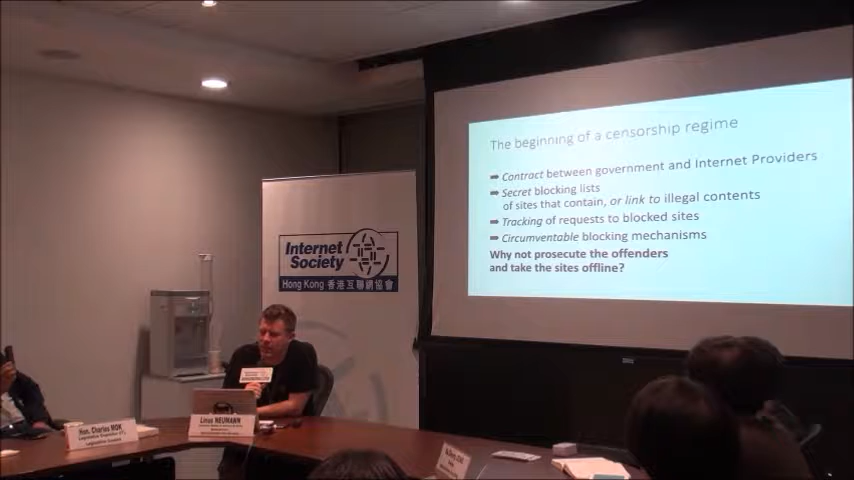 The beginning of a censorship regime
➡ Contract between government and Internet Providers
➡ Secret blocking lists
of sites that contain, or link to illegal contents
➡ Tracking of requests to blocked sites
➡ Circumventable blocking mechanisms
Why not prosecute the offenders
and take the sites offline?
Internet
Society
Hong Kong 香港互聯網協會
Hon. Charles MOK
Linus NEUMANN